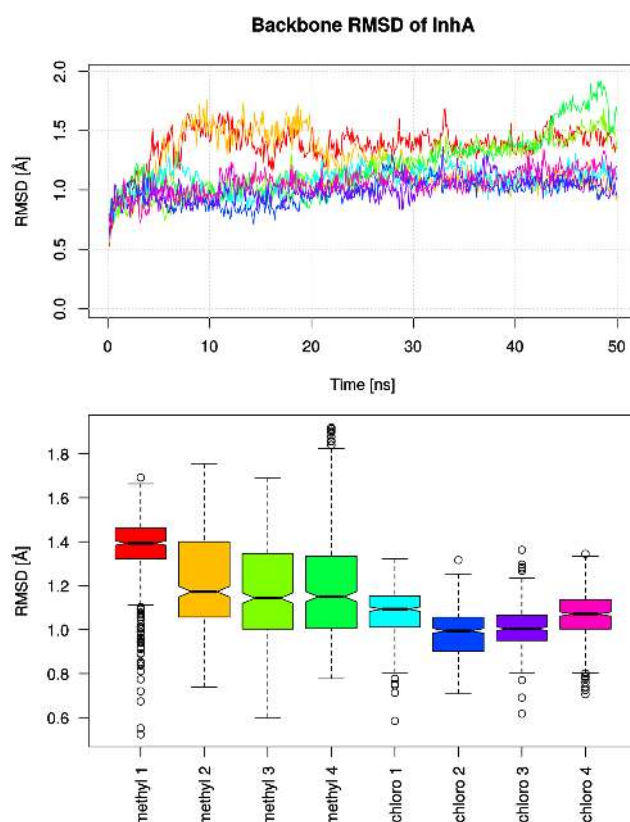 Backbone RMSD of InhA
2.0
1.5
1.0
0.5
0.0
RMSD [Å]
0 10 20 30 40 50
Time [ns]
1.8
1.6
1.4
1.2
1.0
0.8
0.6
RMSD [Å]
methyl 1 methyl 2 methyl 3 methyl 4 chloro 1 chloro 2 chloro 3 chloro 4